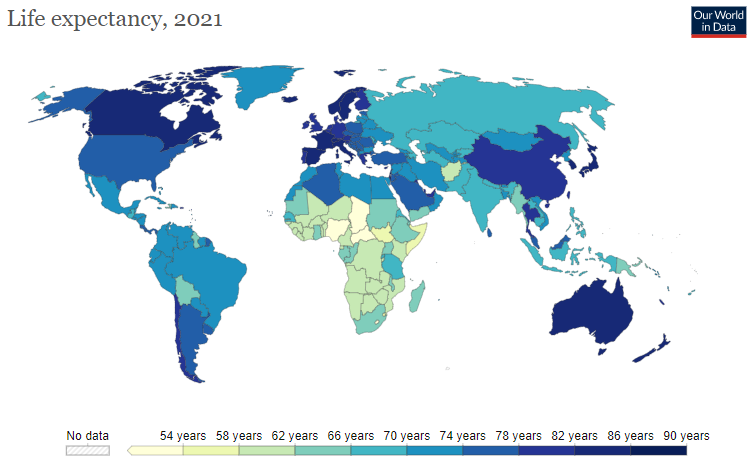 Life expectancy, 2021
Our World
in Data
No data
54 years
58 years
62 years
66 years
70 years
74 years
78 years
82 years
86 years
90 years